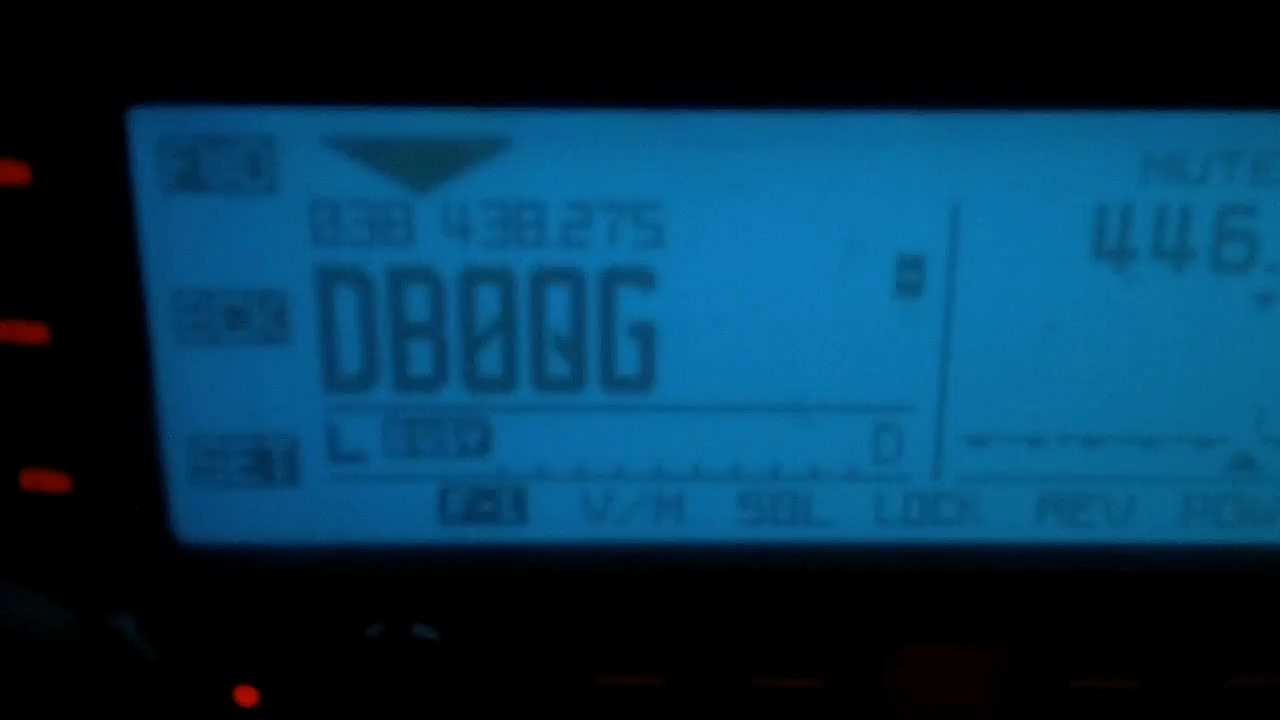 MUTE
038 438.275
446.
DB0QG
L
D
V/M SQL LOCK REV POW